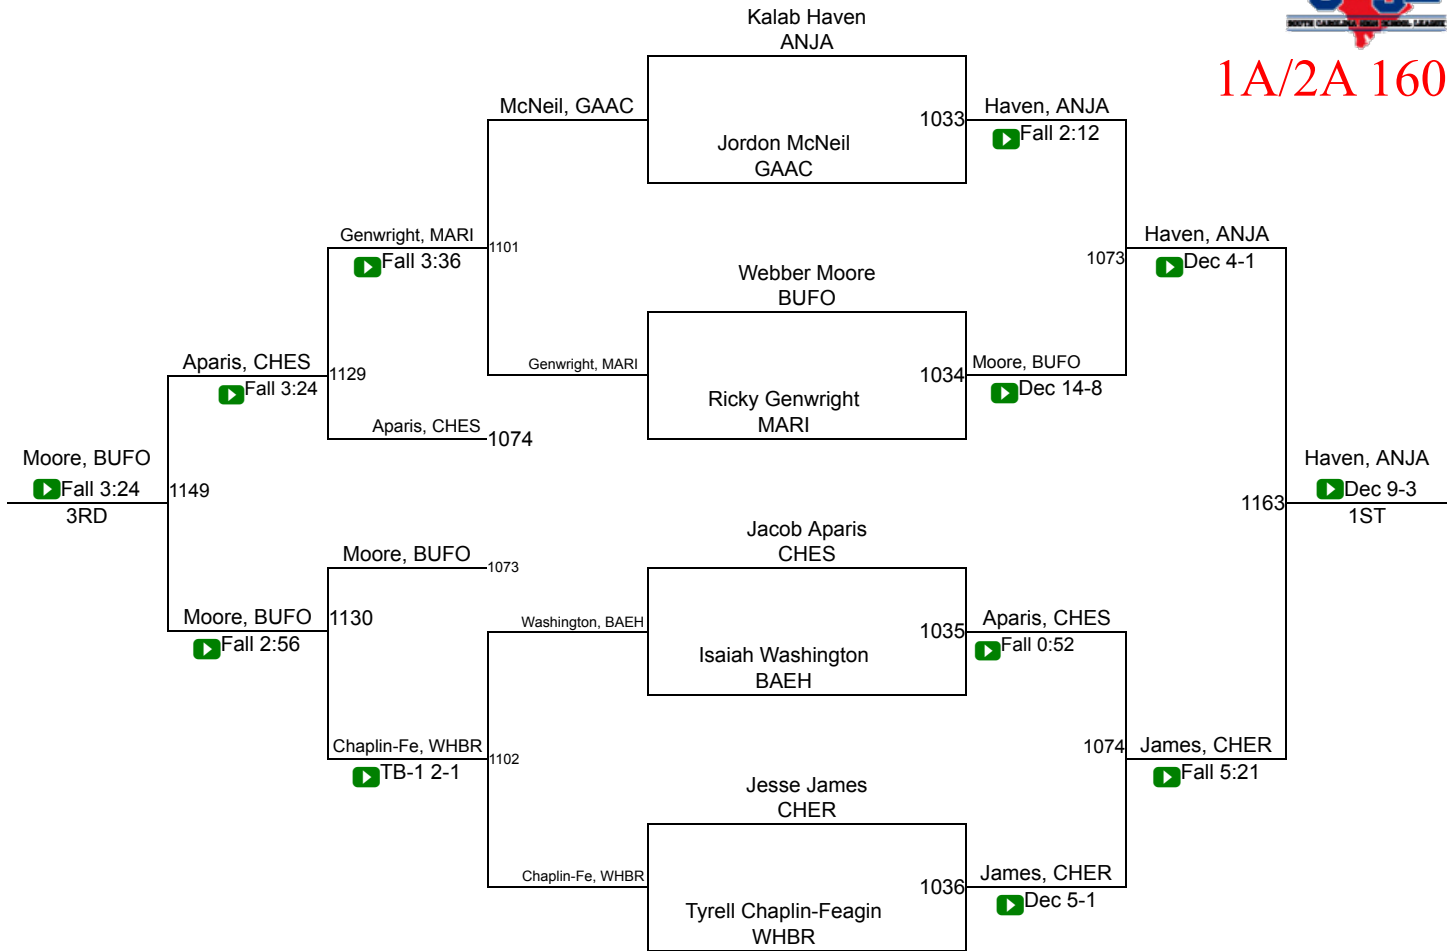 SOUTH CAROLINA HIGH SCHOOL LEAGUE
1A/2A 160
Kalab Haven
ANJA
McNeil, GAAC
1033
Haven, ANJA
Fall 2:12
Jordon McNeil
GAAC
Genwright, MARI
Fall 3:36
1101
1073
Haven, ANJA
Dec 4-1
Webber Moore
BUFO
Genwright, MARI
1034
Moore, BUFO
Dec 14-8
Ricky Genwright
MARI
Aparis, CHES
Fall 3:24
1129
Aparis, CHES
1074
Moore, BUFO
Fall 3:24
3RD
1149
1163
Haven, ANJA
Dec 9-3
1ST
Jacob Aparis
CHES
Moore, BUFO
1073
Moore, BUFO
Fall 2:56
1130
Washington, BAEH
1035
Aparis, CHES
Fall 0:52
Isaiah Washington
BAEH
Chaplin-Fe, WHBR
TB-1 2-1
1102
1074
James, CHER
Fall 5:21
Jesse James
CHER
Chaplin-Fe, WHBR
1036
James, CHER
Dec 5-1
Tyrell Chaplin-Feagin
WHBR